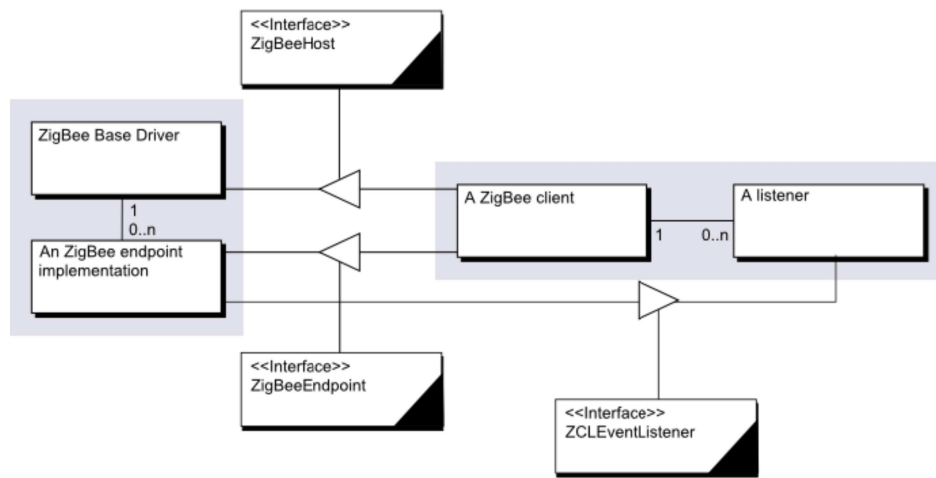 <<Interface>>
ZigBeeHost
ZigBee Base Driver
1
0..n
An ZigBee endpoint
implementation
A ZigBee client
1
0..n
A listener
<<Interface>>
ZigBeeEndpoint
<<Interface>>
ZCLEventListener